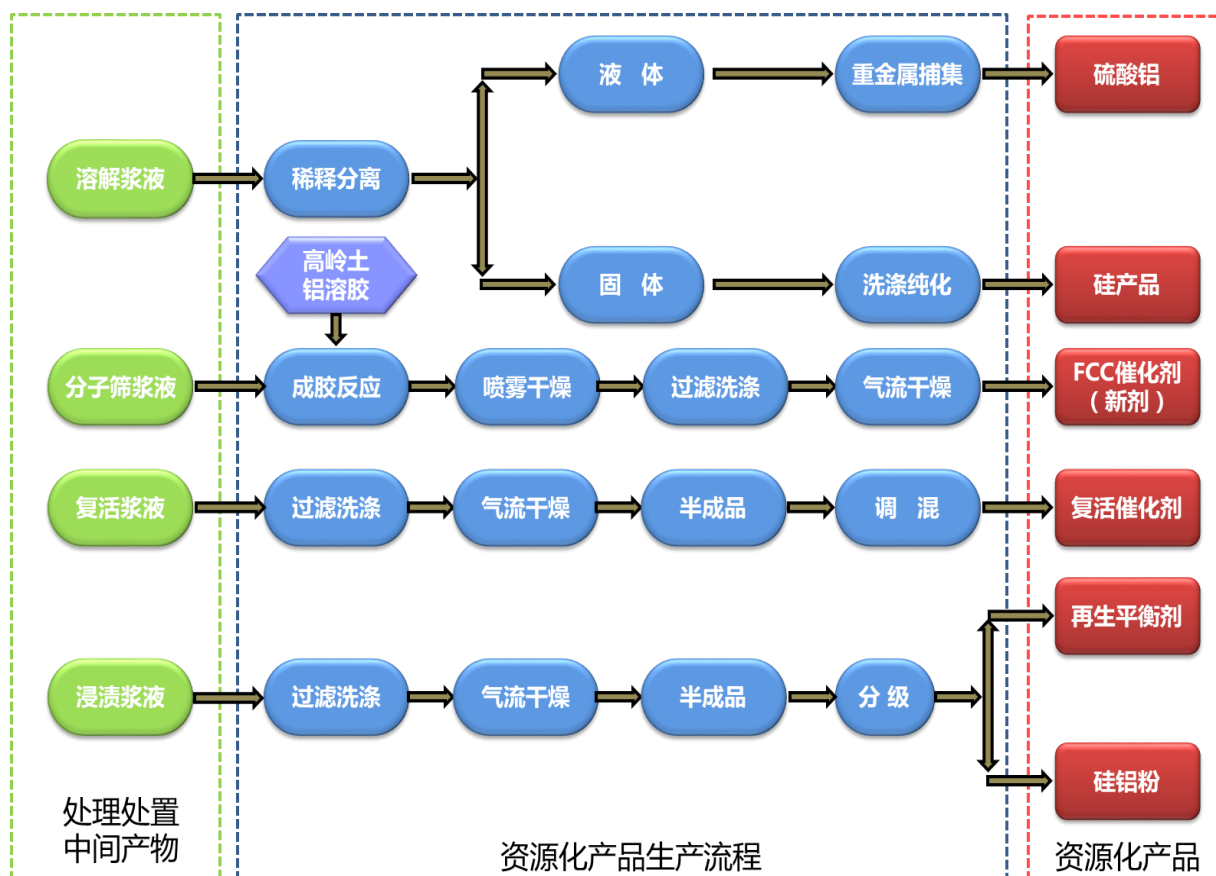 液 体
重金属捕集
硫酸铝
溶解浆液
稀释分离
高岭土
铝溶胶
固 体
洗涤纯化
硅产品
分子筛浆液
成胶反应
喷雾干燥
过滤洗涤
气流干燥
FCC催化剂
（新剂）
复活浆液
过滤洗涤
气流干燥
半成品
调 混
复活催化剂
再生平衡剂
浸渍浆液
过滤洗涤
气流干燥
半成品
分 级
硅铝粉
处理处置
中间产物
资源化产品生产流程
资源化产品